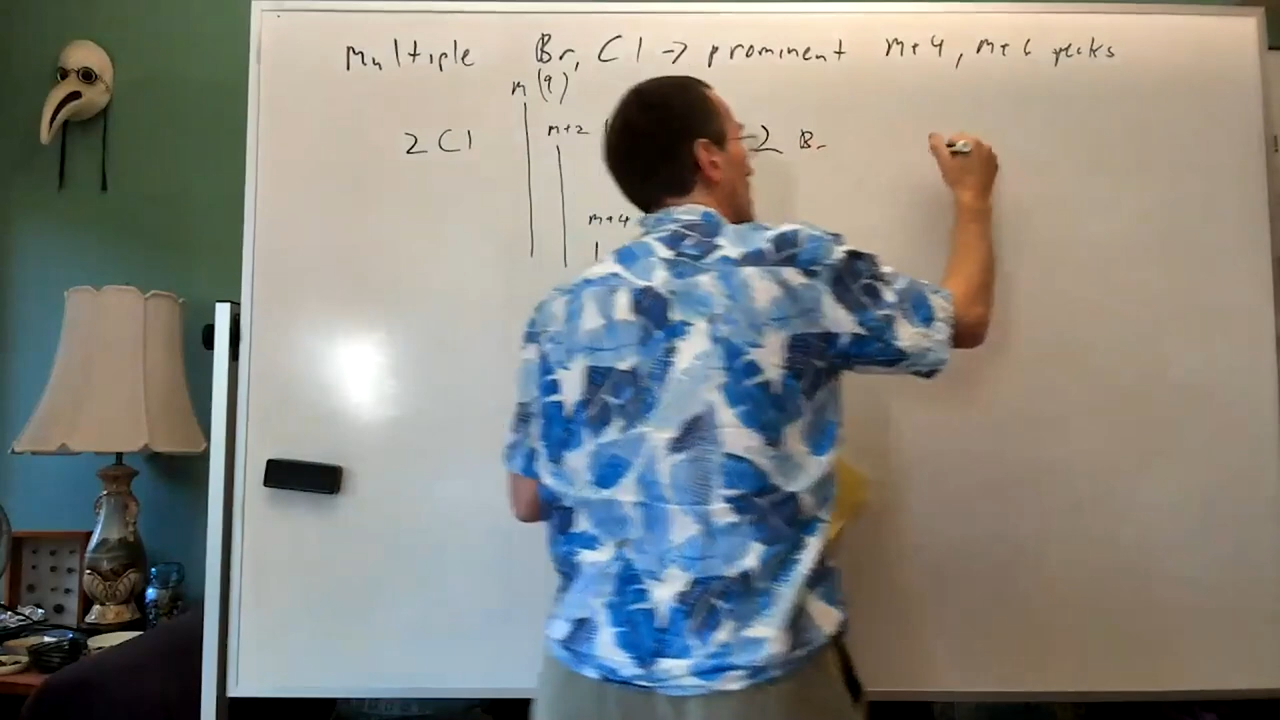 Multiple Br, Cl → prominent m+4, m+6 peaks
m (9)
2 Cl m+2 2 Br
m+4